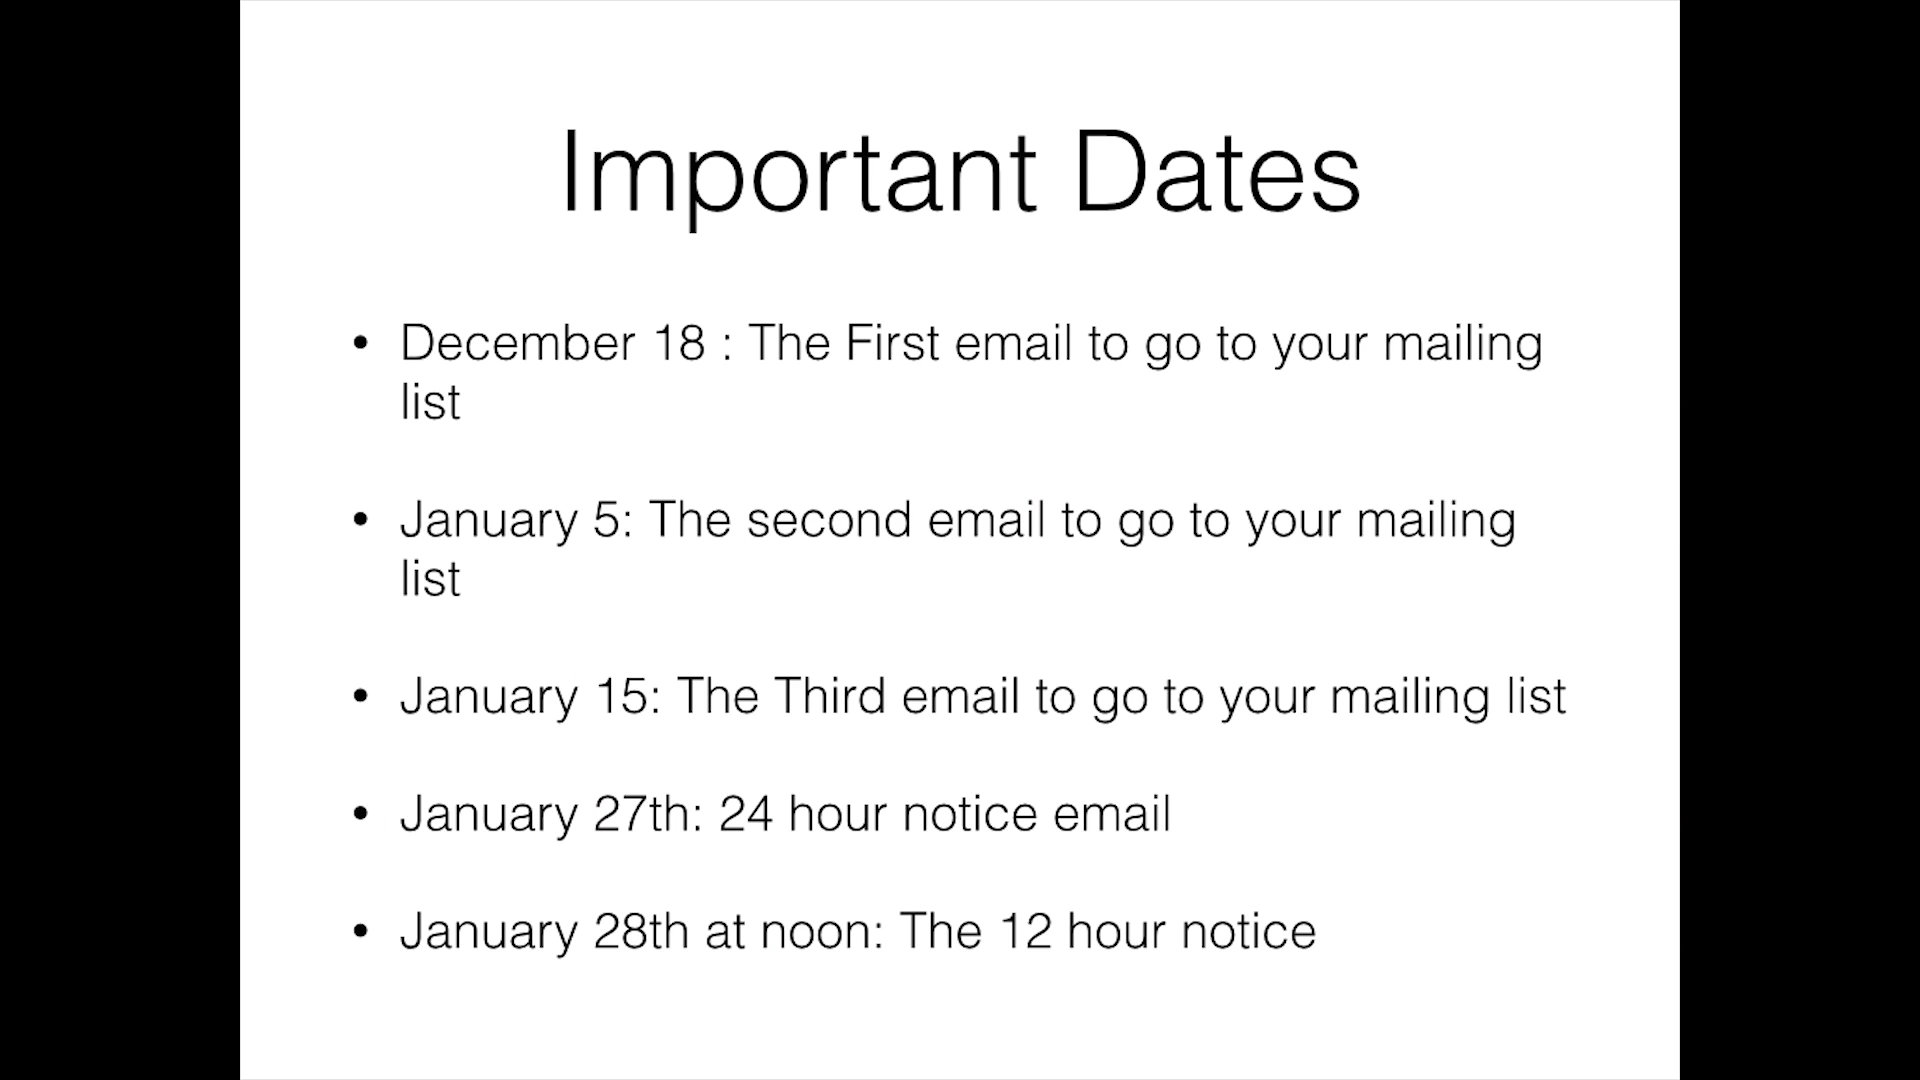 Important Dates
• December 18 : The First email to go to your mailing
list
• January 5: The second email to go to your mailing
list
• January 15: The Third email to go to your mailing list
• January 27th: 24 hour notice email
• January 28th at noon: The 12 hour notice